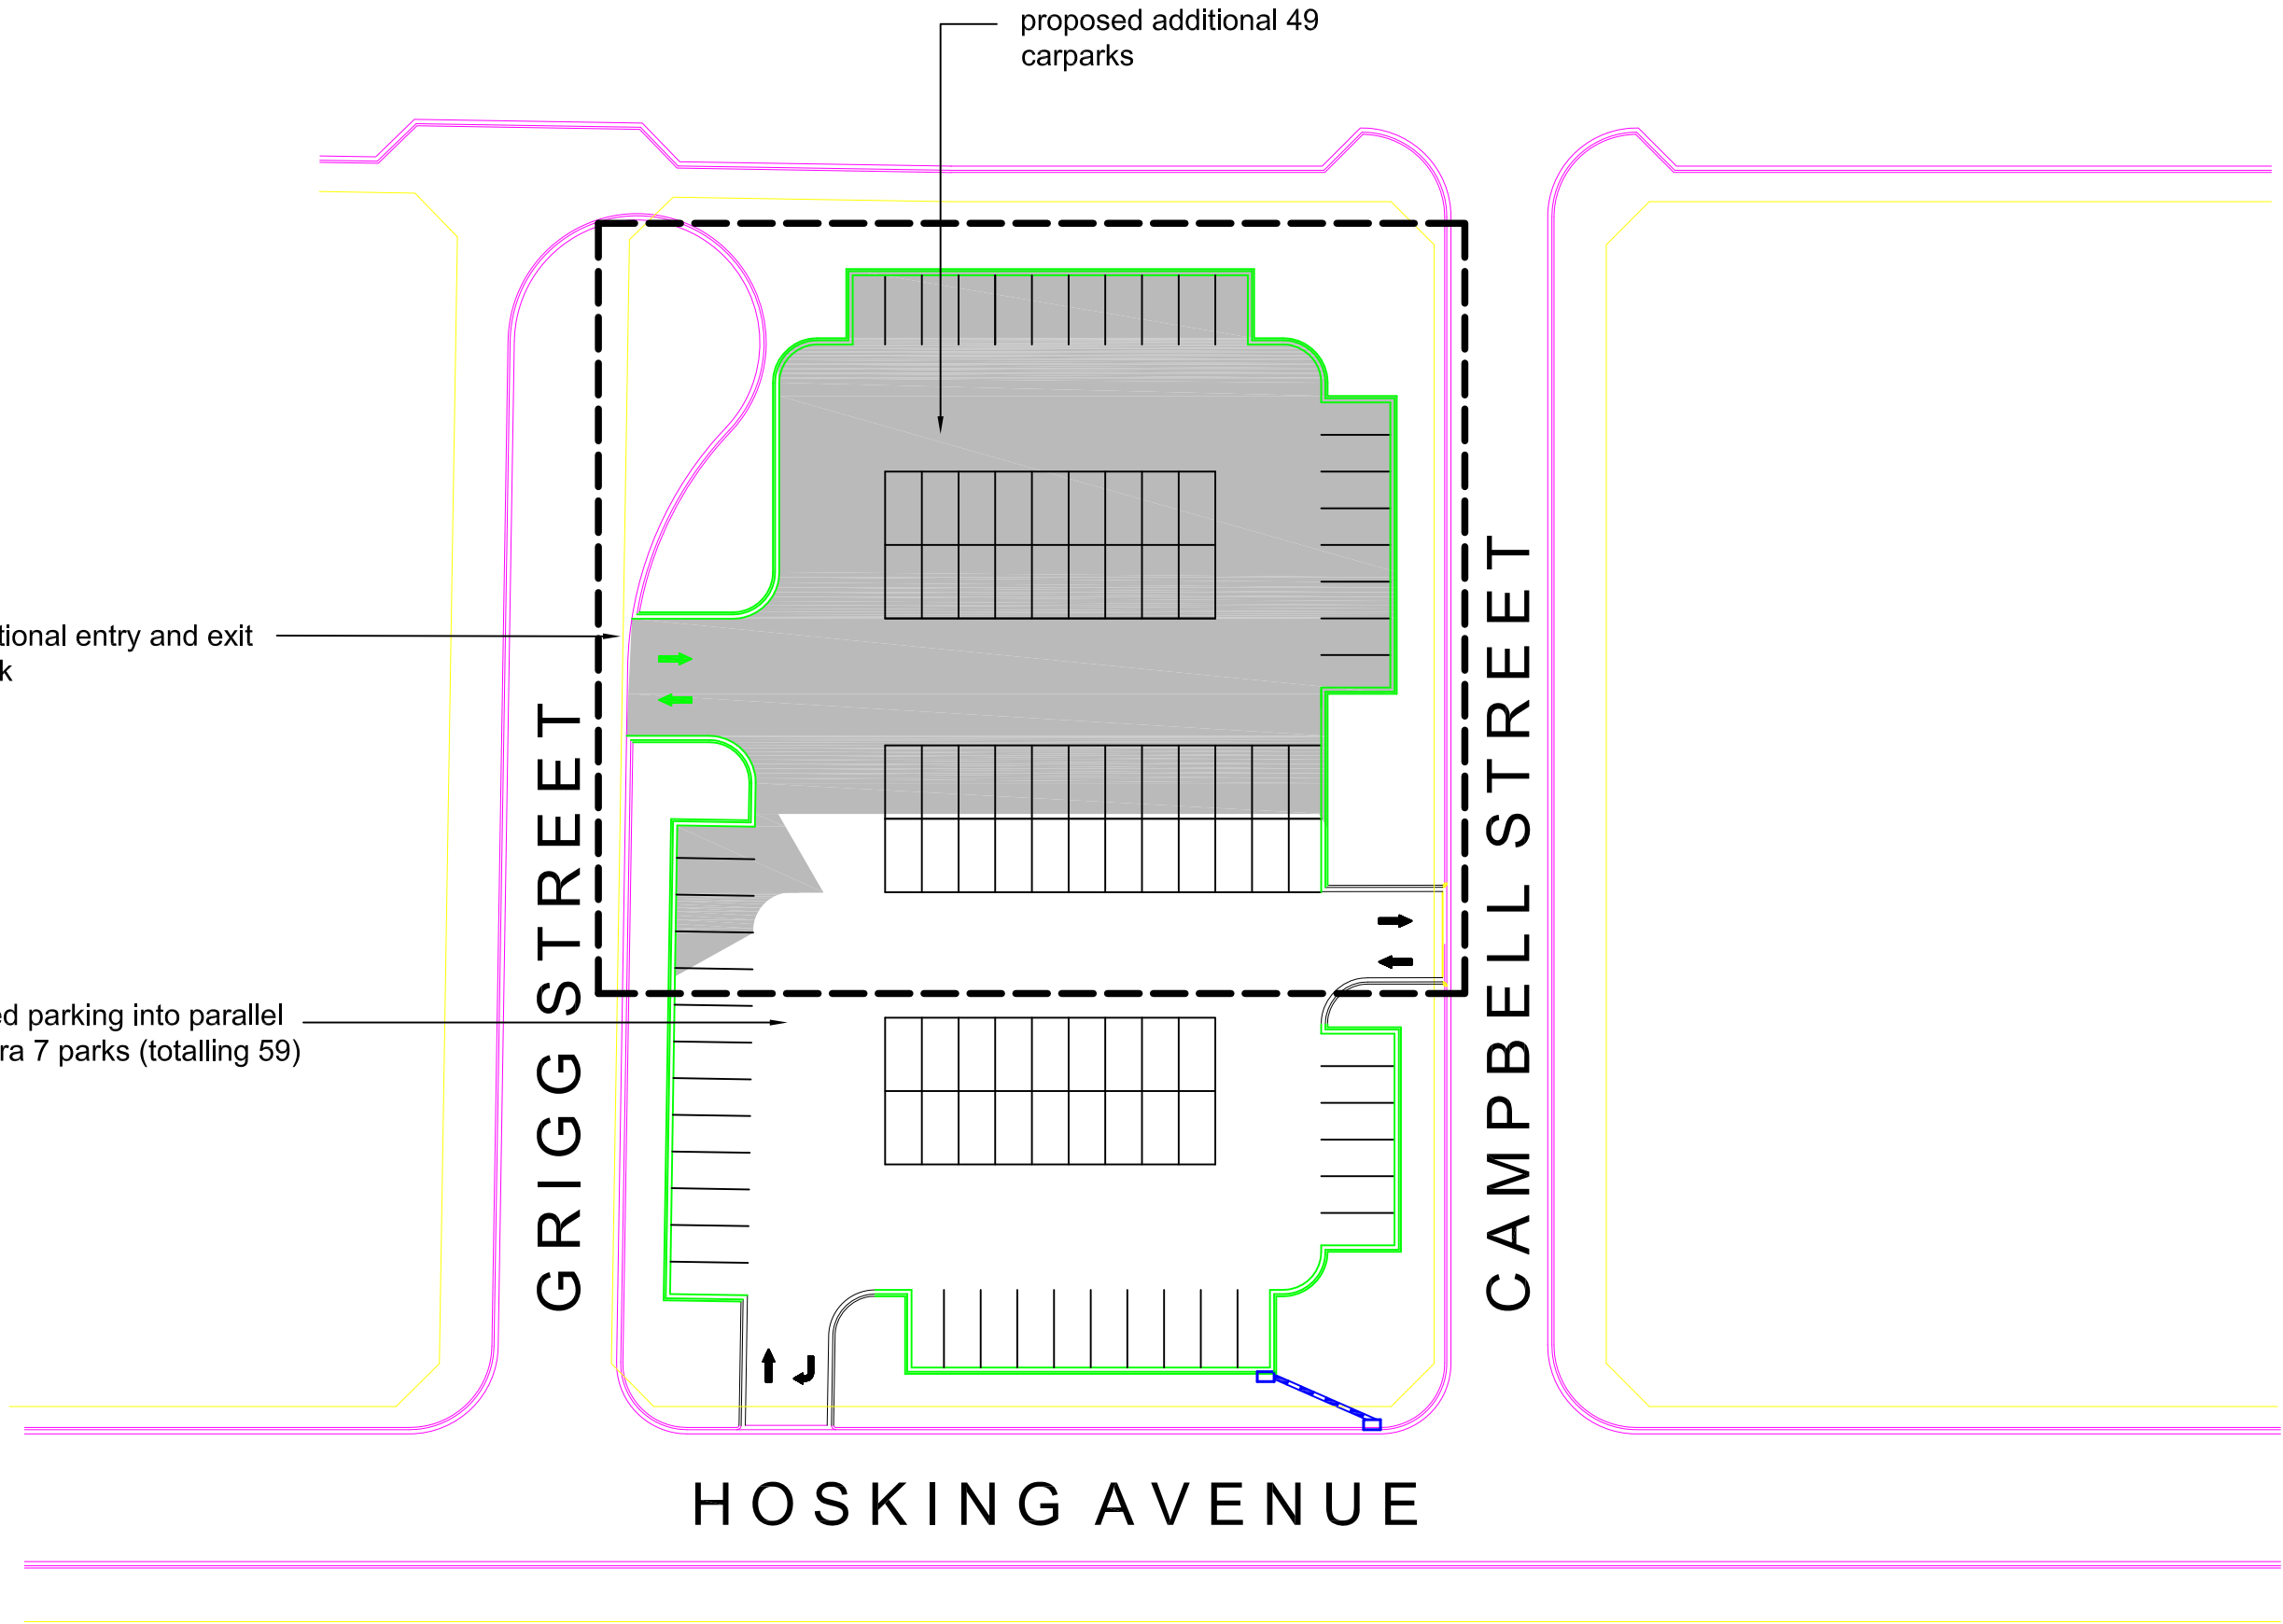 proposed additional 49
carparks
tional entry and exit
k
GRIGG STREET
CAMPBELL STREET
ed parking into parallel
ra 7 parks (totalling 59)
HOSKING AVENUE